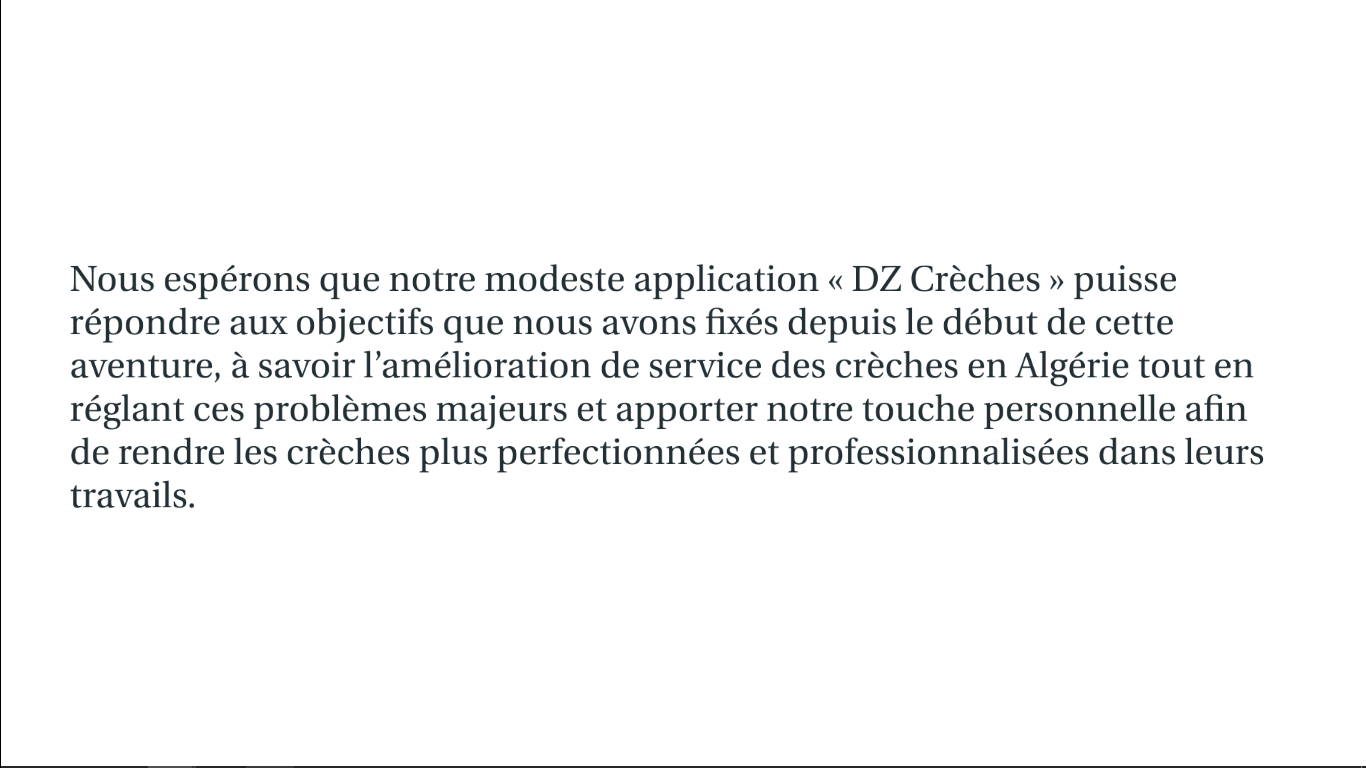 Nous espérons que notre modeste application « DZ Crèches » puisse
répondre aux objectifs que nous avons fixés depuis le début de cette
aventure, à savoir l’amélioration de service des crèches en Algérie tout en
réglant ces problèmes majeurs et apporter notre touche personnelle afin
de rendre les crèches plus perfectionnées et professionnalisées dans leurs
travails.